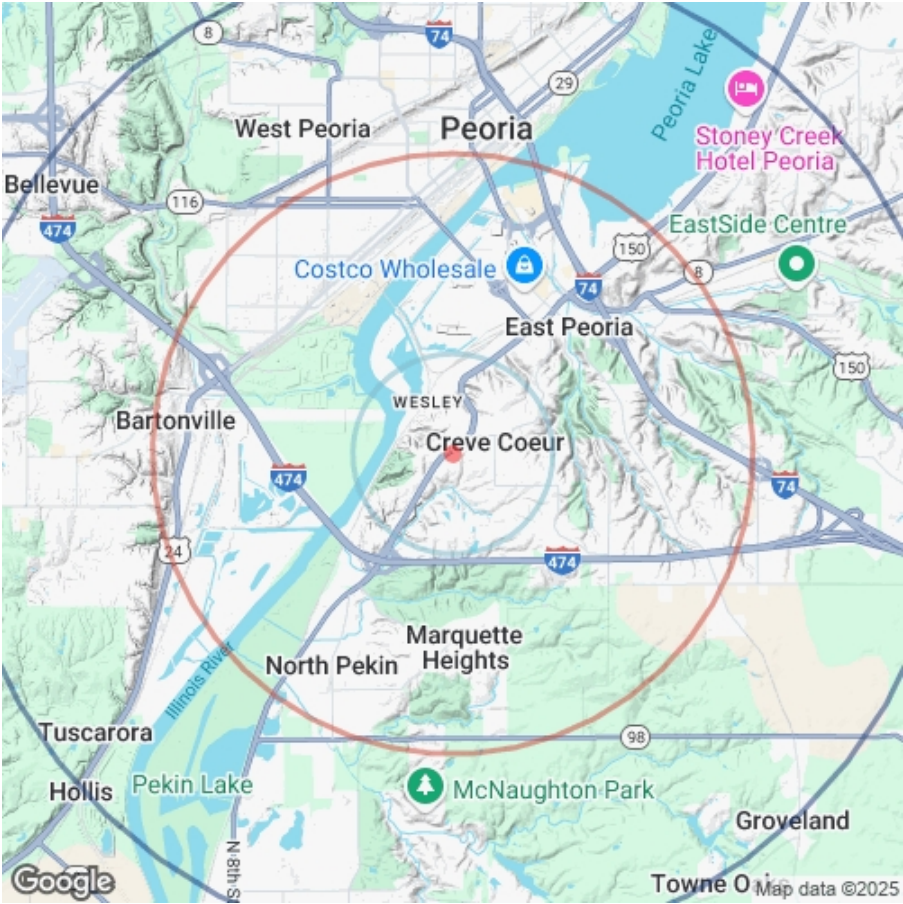 8
74
29
Peoria Lake
West Peoria
Peoria
Stoney Creek
Hotel Peoria
Bellevue
116
474
EastSide Centre
150
Costco Wholesale
8
74
East Peoria
150
WESLEY
Bartonville
Creve Coeur
474
74
24
474
Marquette
Heights
North Pekin
Illinois River
Tuscarora
98
Pekin Lake
McNaughton Park
Hollis
Groveland
N 8th S
Google
Towne
Map data ©2025